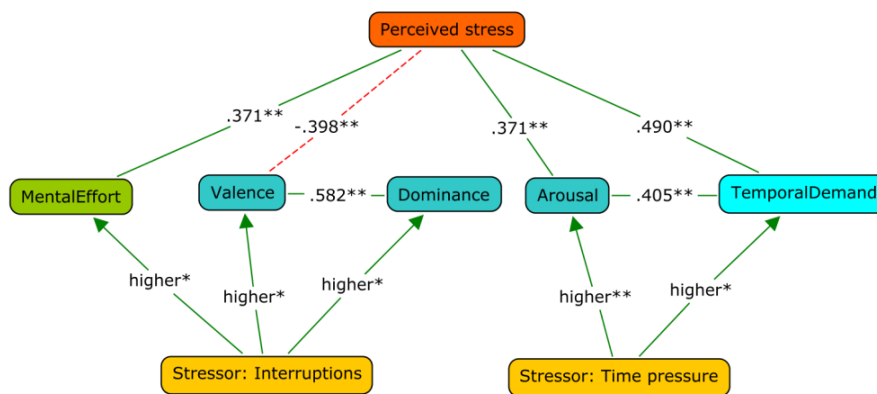 Perceived stress
.371**
-.398**
.371**
.490**
MentalEffort
Valence
.582**
Dominance
Arousal
.405**
TemporalDemand
higher*
higher*
higher*
higher**
higher*
Stressor: Interruptions
Stressor: Time pressure